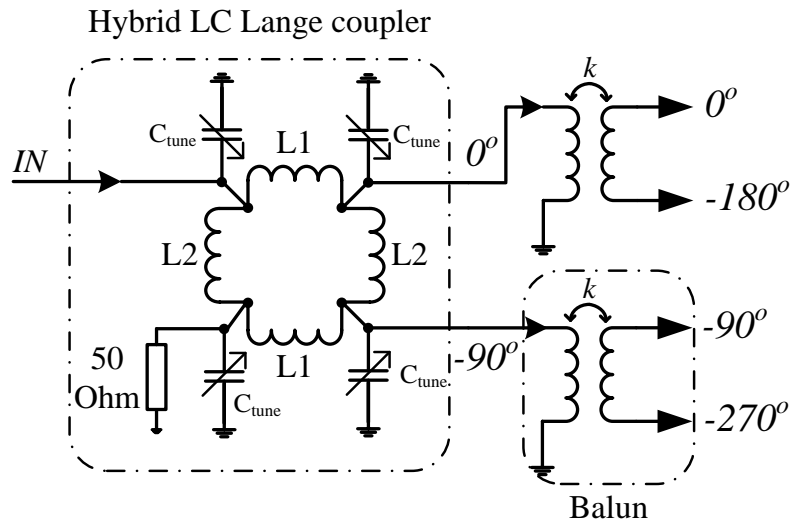 Hybrid LC Lange coupler
C_tune
C_tune
L1
IN
0°
k
0°
-180°
L2
L2
50
Ohm
C_tune
L1
C_tune
-90°
k
-90°
-270°
Balun